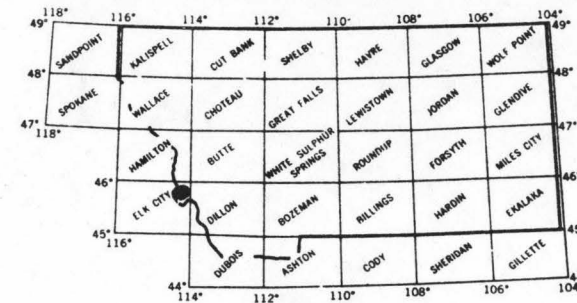 118° 116° 114° 112° 110° 108° 106° 104°
49° SANDPOINT KALISPELL CUT BANK SHELBY HAVRE GLASGOW WOLF POINT 49°
48° SPOKANE WALLACE CHOTEAU GREAT FALLS LEWISTOWN JORDAN GLENDIVE 48°
47° 118° HAMILTON BUTTE WHITE SULPHUR SPRINGS ROUNDUP FORSYTH MILES CITY 47°
46° ELK CITY DILLON BOZEMAN BILLINGS HARDIN EKALAKA 46°
45° 116° DUBOIS ASHTON CODY SHERIDAN GILLETTE 45°
44° 114° 112° 110° 108° 106° 104° 44°